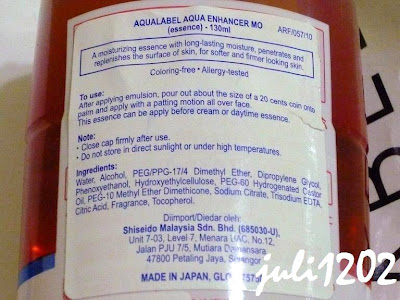 AQUALABEL AQUA ENHANCER MO
(essence) - 130ml
ARF/057/10
A moisturizing essence with long-lasting moisture, penetrates and
replenishes the surface of skin, for softer and firmer looking skin.
Coloring-free • Allergy-tested
To use:
After applying emulsion, pour out about the size of a 20 cents coin onto
palm and apply with a patting motion all over face.
This essence can be apply before cream or daytime essence.
Note:
• Close cap firmly after use.
• Do not store in direct sunlight or under high temperatures.
Ingredients:
Water, Alcohol, PEG/PPG-17/4 Dimethyl Ether, Dipropylene Glycol,
Phenoxyethanol, Hydroxyethylcellulose, PEG-60 Hydrogenated Castor
Oil, PEG-10 Methyl Ether Dimethicone, Sodium Citrate, Trisodium EDTA,
Citric Acid, Fragrance, Tocopherol.
Diimport/Diedar oleh:
Shiseido Malaysia Sdn. Bhd. (685030-U),
Unit 7-03, Level 7, Menara UAC, No.12,
Jalan PJU 7/5, Mutiara Damansara
47800 Petaling Jaya, Selangor
MADE IN JAPAN,
juli1202